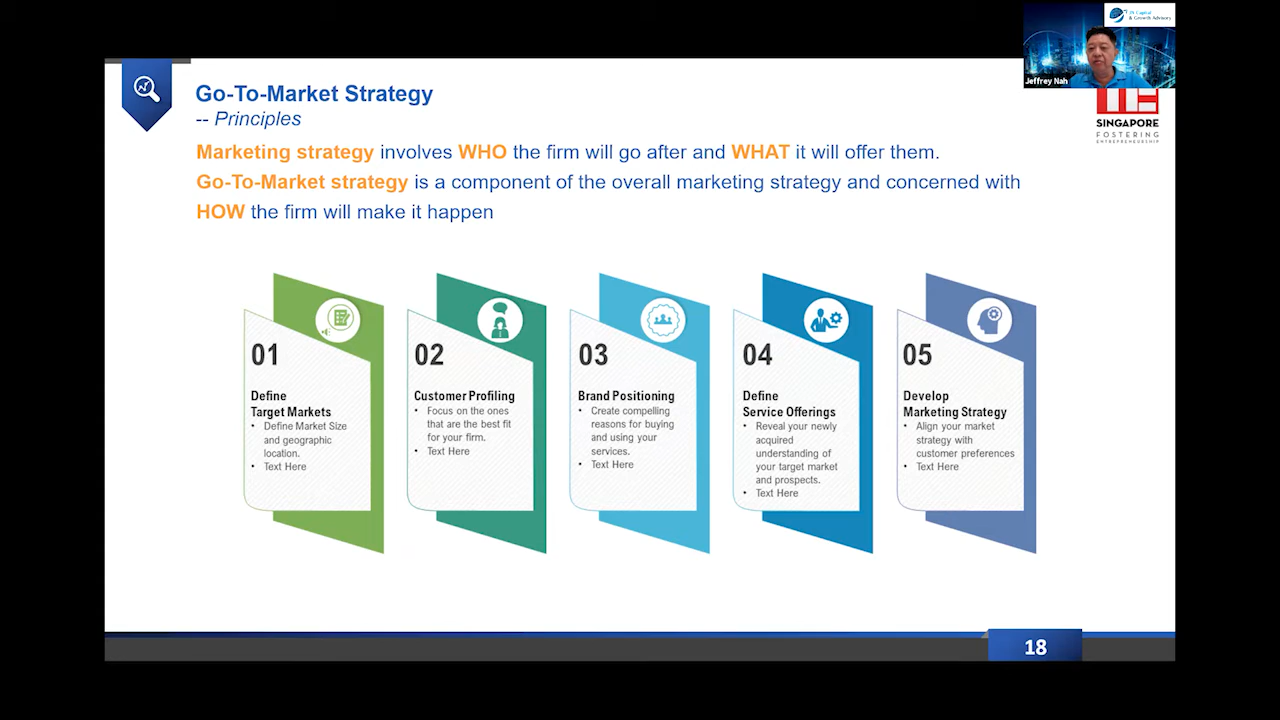 JS Capital
& Growth Advisory
Jeffrey Nah
SINGAPORE
FOSTERING
ENTREPRENEURSHIP
Go-To-Market Strategy
-- Principles
Marketing strategy involves WHO the firm will go after and WHAT it will offer them.
Go-To-Market strategy is a component of the overall marketing strategy and concerned with
HOW the firm will make it happen
01
Define
Target Markets
• Define Market Size
and geographic
location.
• Text Here
02
Customer Profiling
• Focus on the ones
that are the best fit
for your firm.
• Text Here
03
Brand Positioning
• Create compelling
reasons for buying
and using your
services.
• Text Here
04
Define
Service Offerings
• Reveal your newly
acquired
understanding of
your target market
and prospects.
• Text Here
05
Develop
Marketing Strategy
• Align your market
strategy with
customer preferences
• Text Here
18